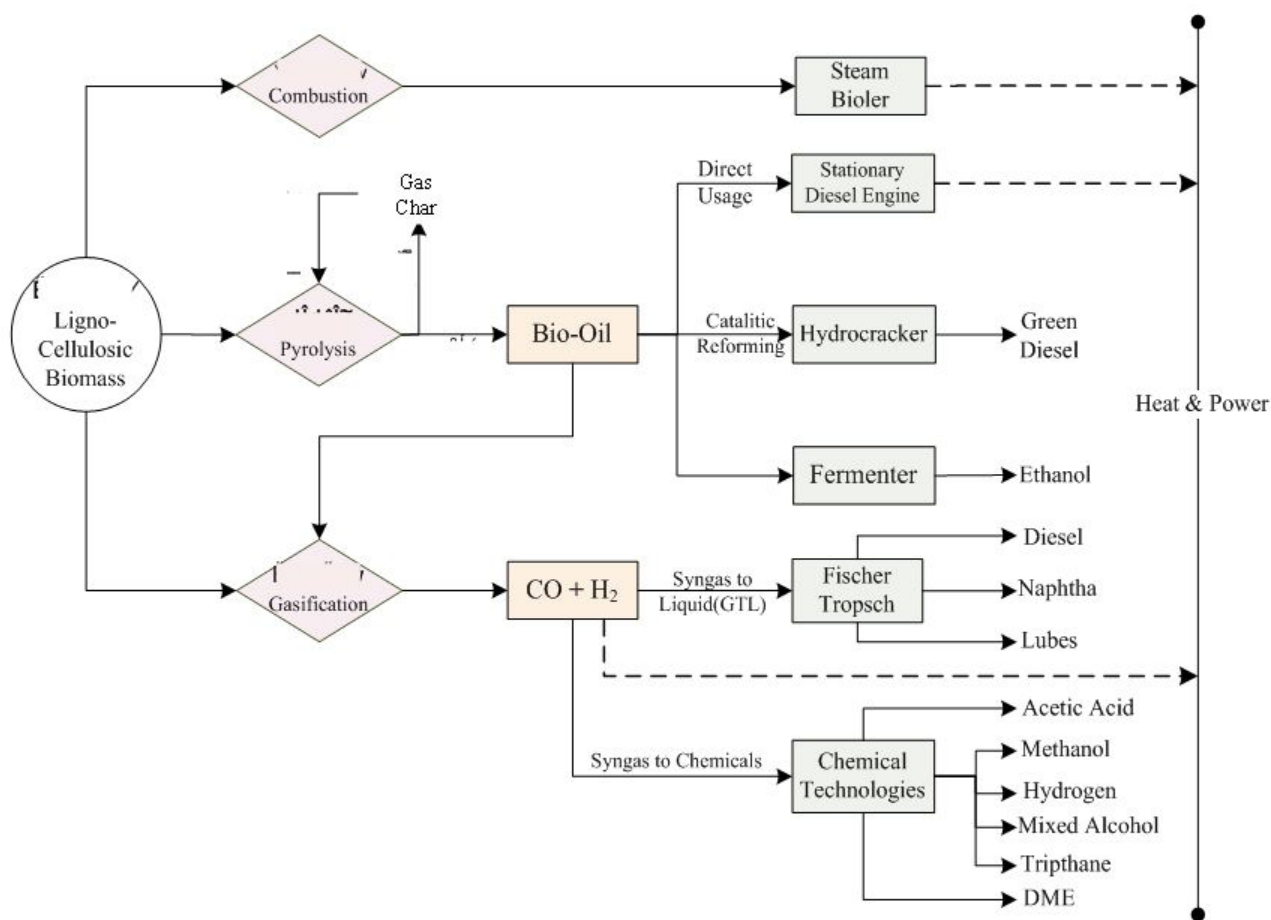 Combustion
Steam
Bioler
Gas
Char
Direct
Usage
Stationary
Diesel Engine
Ligno-
Cellulosic
Biomass
Pyrolysis
Bio-Oil
Catalitic
Reforming
Hydrocracker
Green
Diesel
Heat & Power
Fermenter
Ethanol
Gasification
CO + H₂
Syngas to
Liquid(GTL)
Fischer
Tropsch
Diesel
Naphtha
Lubes
Syngas to Chemicals
Chemical
Technologies
Acetic Acid
Methanol
Hydrogen
Mixed Alcohol
Tripthane
DME